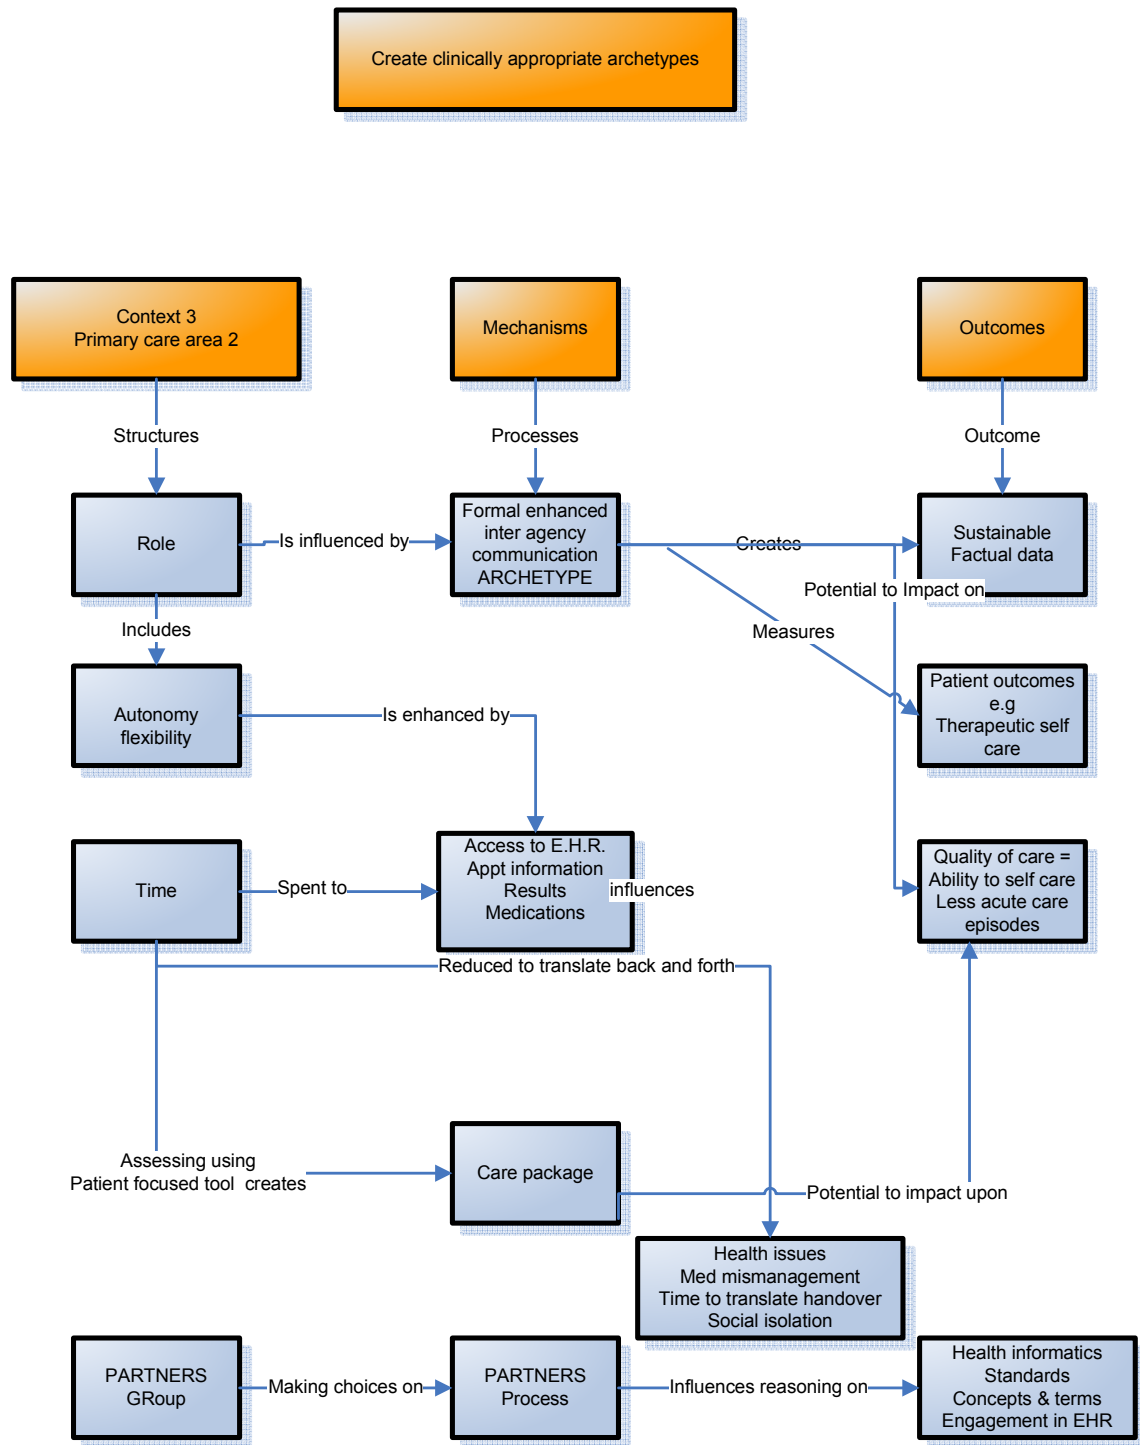 Create clinically appropriate archetypes
Context 3
Primary care area 2
Mechanisms
Outcomes
Structures
Processes
Outcome
Role
Is influenced by
Formal enhanced
inter agency
communication
ARCHETYPE
Creates
Sustainable
Factual data
Potential to Impact on
Includes
Measures
Autonomy
flexibility
Is enhanced by
Patient outcomes
e.g
Therapeutic self
care
Time
Spent to
Access to E.H.R.
Appt information
Results
Medications
influences
Quality of care =
Ability to self care
Less acute care
episodes
Reduced to translate back and forth
Assessing using
Patient focused tool creates
Care package
Potential to impact upon
Health issues
Med mismanagement
Time to translate handover
Social isolation
PARTNERS
GRoup
Making choices on
PARTNERS
Process
Influences reasoning on
Health informatics
Standards
Concepts & terms
Engagement in EHR